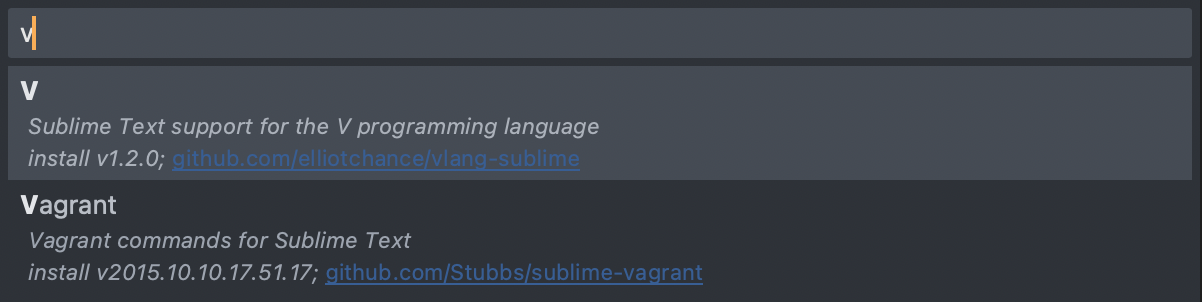 v
V
Sublime Text support for the V programming language
install v1.2.0; github.com/elliotchance/vlang-sublime
Vagrant
Vagrant commands for Sublime Text
install v2015.10.10.17.51.17; github.com/Stubbs/sublime-vagrant